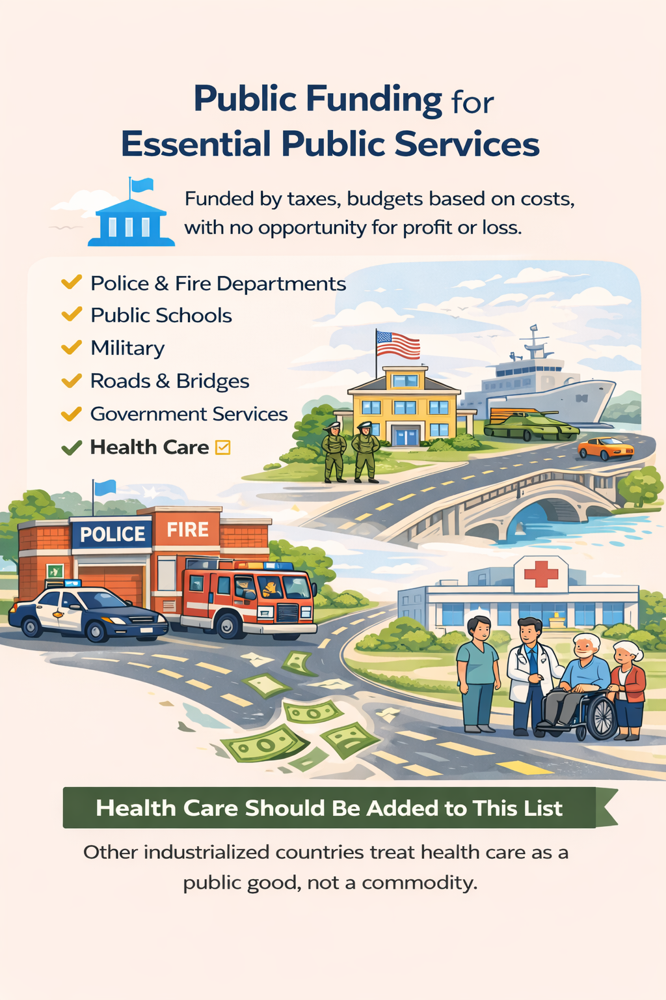 Public Funding for
Essential Public Services
Funded by taxes, budgets based on costs,
with no opportunity for profit or loss.
Police & Fire Departments
Public Schools
Military
Roads & Bridges
Government Services
Health Care
POLICE
FIRE
Health Care Should Be Added to This List
Other industrialized countries treat health care as a
public good, not a commodity.